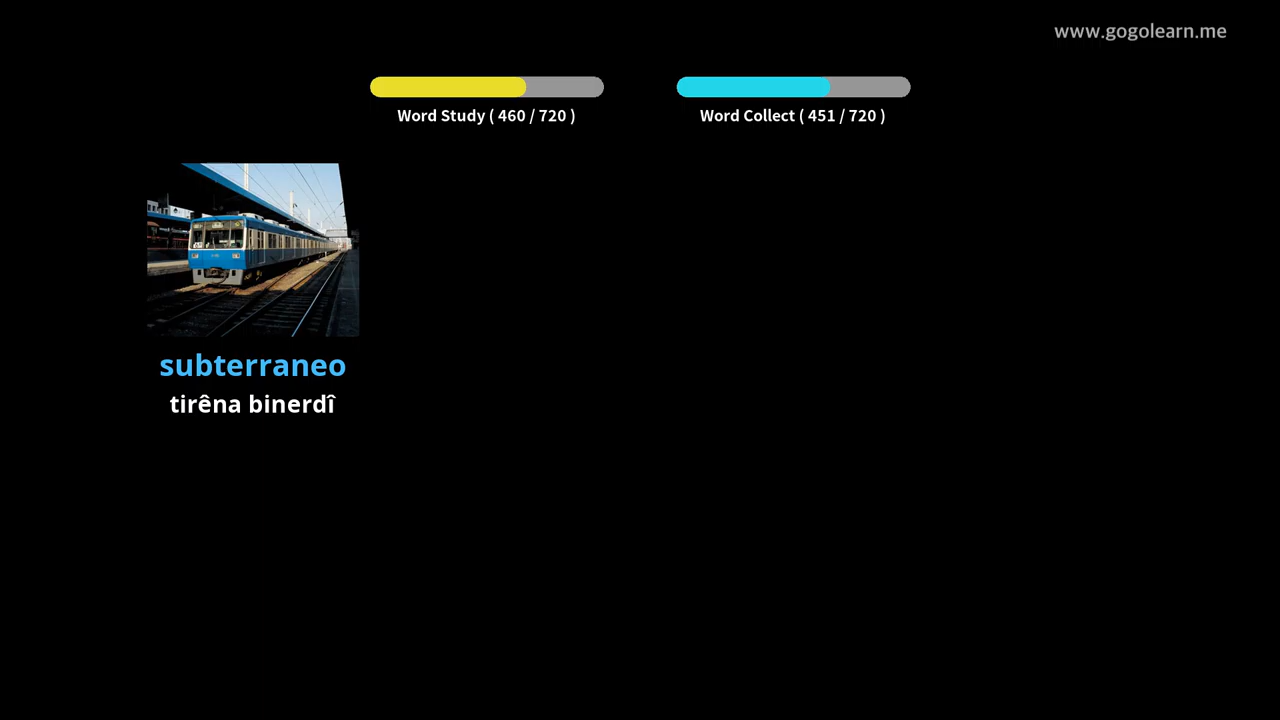 www.gogolearn.me
Word Study ( 460 / 720 )
Word Collect ( 451 / 720 )
subterraneo
tirêna binerdî